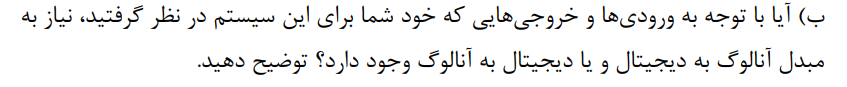 ب) آیا با توجه به ورودی‌ها و خروجی‌هایی که خود شما برای این سیستم در نظر گرفتید، نیاز به
مبدل آنالوگ به دیجیتال و یا دیجیتال به آنالوگ وجود دارد؟ توضیح دهید.